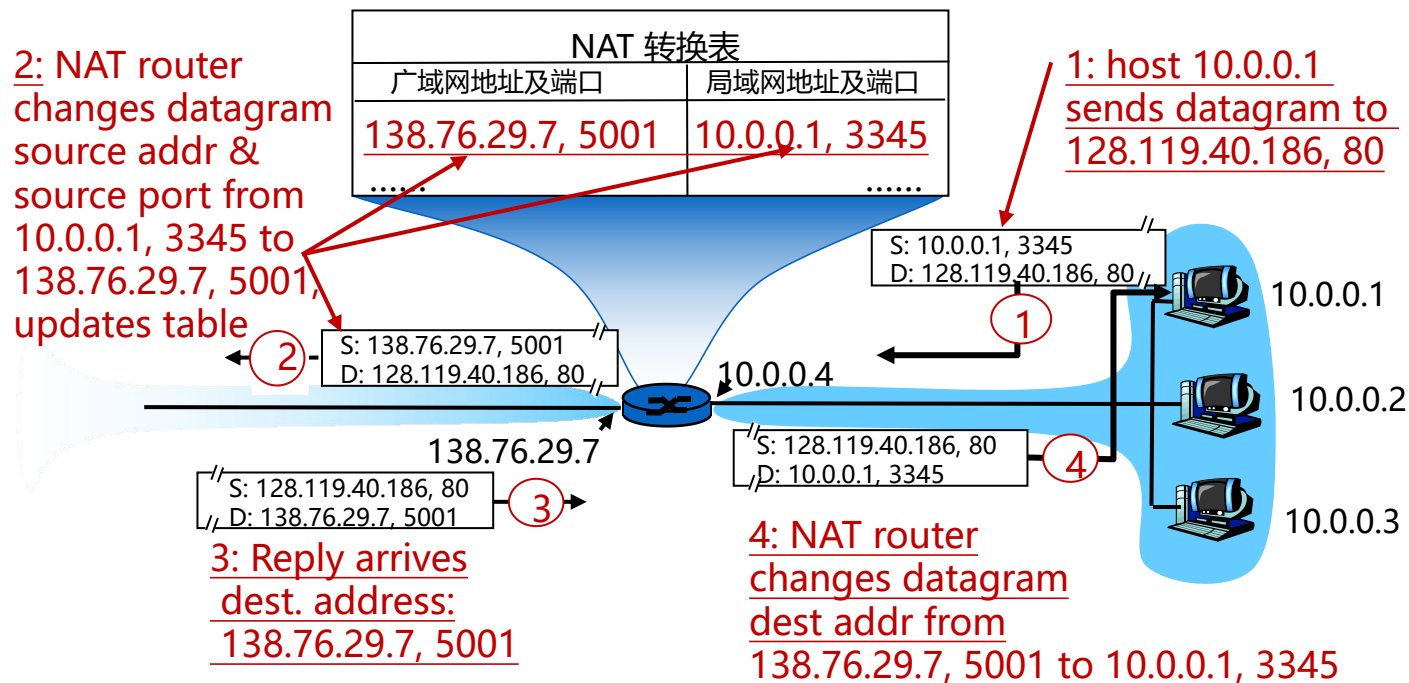 2: NAT router
changes datagram
source addr &
source port from
10.0.0.1, 3345 to
138.76.29.7, 5001,
updates table
NAT 转换表
广域网地址及端口 局域网地址及端口
138.76.29.7, 5001 10.0.0.1, 3345
...... ......
1: host 10.0.0.1
sends datagram to
128.119.40.186, 80
S: 10.0.0.1, 3345
D: 128.119.40.186, 80
1
10.0.0.1
S: 138.76.29.7, 5001
D: 128.119.40.186, 80
2
10.0.0.4
10.0.0.2
138.76.29.7
S: 128.119.40.186, 80
D: 10.0.0.1, 3345
4
S: 128.119.40.186, 80
D: 138.76.29.7, 5001
3
10.0.0.3
3: Reply arrives
dest. address:
138.76.29.7, 5001
4: NAT router
changes datagram
dest addr from
138.76.29.7, 5001 to 10.0.0.1, 3345